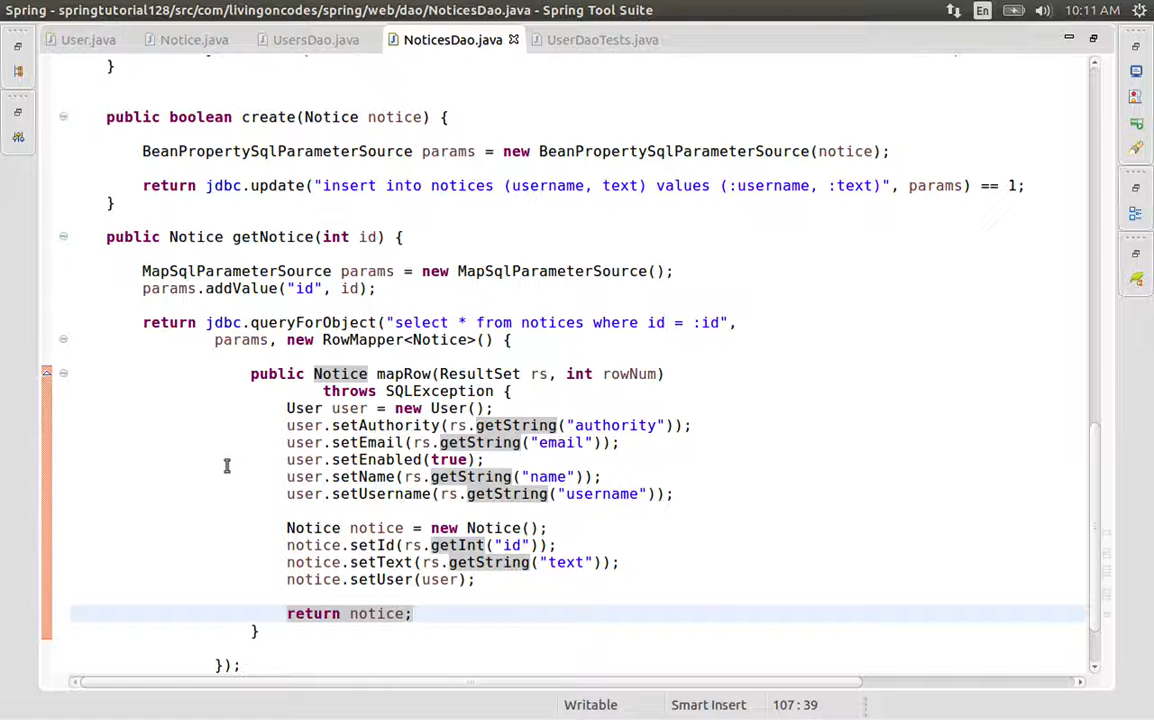 Spring - springtutorial128/src/com/livingoncodes/spring/web/dao/NoticesDao.java - Spring Tool Suite
En
10:11 AM
User.java
Notice.java
UsersDao.java
NoticesDao.java
UserDaoTests.java
}
public boolean create(Notice notice) {
BeanPropertySqlParameterSource params = new BeanPropertySqlParameterSource(notice);
return jdbc.update("insert into notices (username, text) values (:username, :text)", params) == 1;
}
public Notice getNotice(int id) {
MapSqlParameterSource params = new MapSqlParameterSource();
params.addValue("id", id);
return jdbc.queryForObject("select * from notices where id = :id",
params, new RowMapper<Notice>() {
public Notice mapRow(ResultSet rs, int rowNum)
throws SQLException {
User user = new User();
user.setAuthority(rs.getString("authority"));
user.setEmail(rs.getString("email"));
user.setEnabled(true);
user.setName(rs.getString("name"));
user.setUsername(rs.getString("username"));
Notice notice = new Notice();
notice.setId(rs.getInt("id"));
notice.setText(rs.getString("text"));
notice.setUser(user);
return notice;
}
});
Writable
Smart Insert
107:39